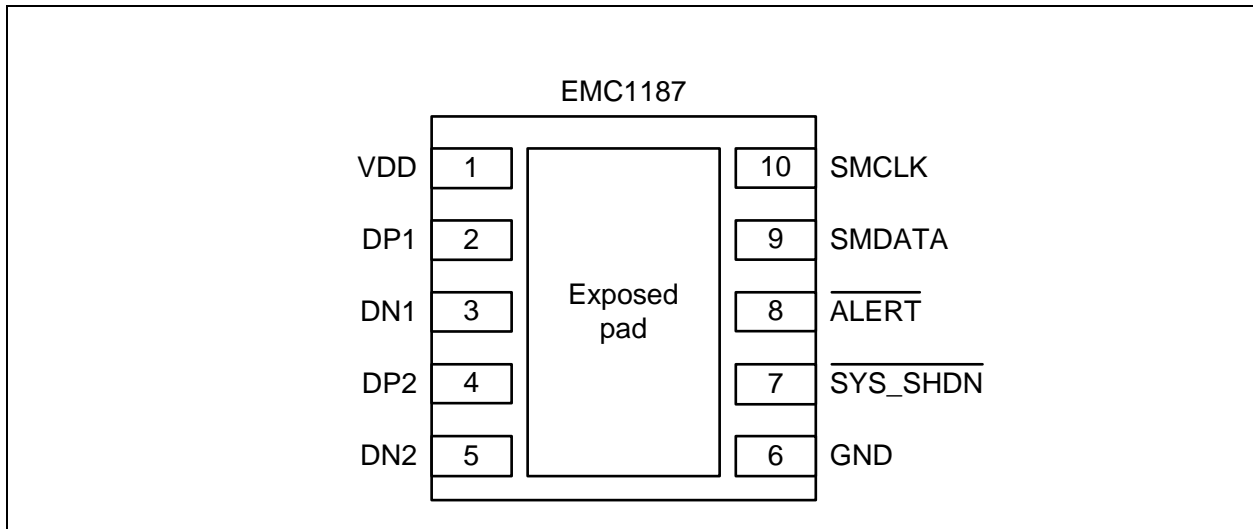 EMC1187
VDD 1 10 SMCLK
DP1 2 9 SMDATA
DN1 3 Exposed pad 8 ALERT
DP2 4 7 SYS_SHDN
DN2 5 6 GND